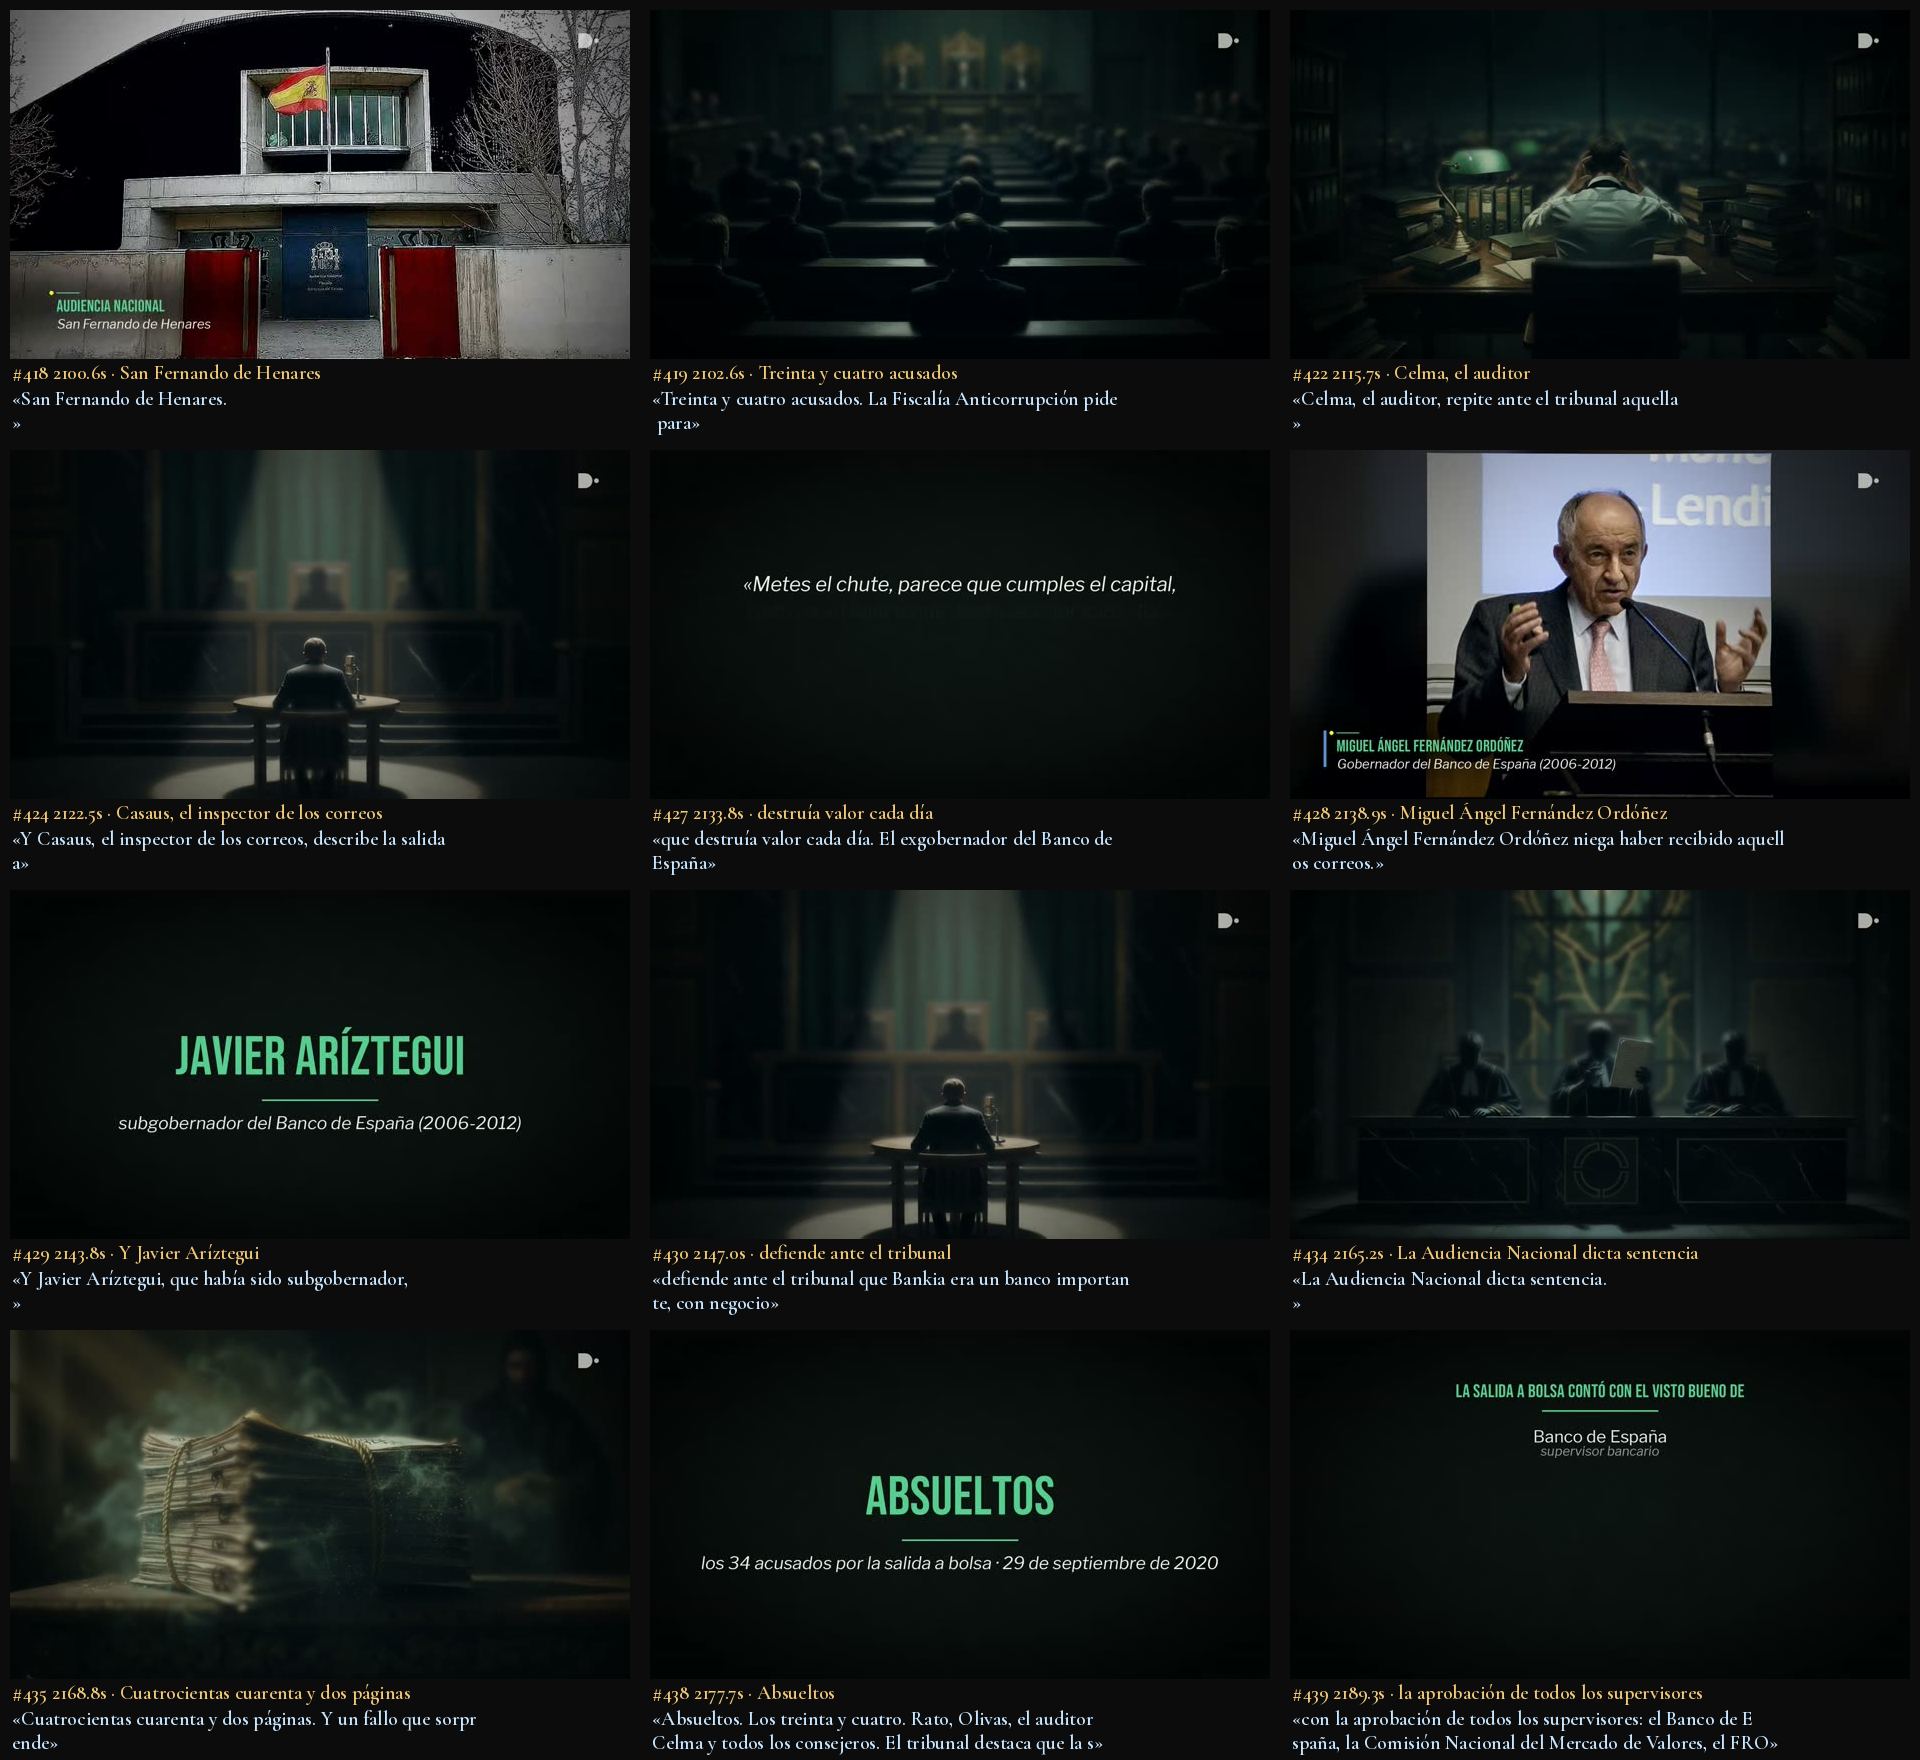 AUDIENCIA NACIONAL
San Fernando de Henares
#418 2100.6s · San Fernando de Henares
«San Fernando de Henares.
»
#419 2102.6s · Treinta y cuatro acusados
«Treinta y cuatro acusados. La Fiscalía Anticorrupción pide
para»
#422 2115.7s · Celma, el auditor
«Celma, el auditor, repite ante el tribunal aquella
»
#424 2122.5s · Casaus, el inspector de los correos
«Y Casaus, el inspector de los correos, describe la salida
a»
«Metes el chute, parece que cumples el capital,
#427 2133.8s · destruía valor cada día
«que destruía valor cada día. El exgobernador del Banco de
España»
Lendi
MIGUEL ÁNGEL FERNÁNDEZ ORDÓÑEZ
Gobernador del Banco de España (2006-2012)
#428 2138.9s · Miguel Ángel Fernández Ordóñez
«Miguel Ángel Fernández Ordóñez niega haber recibido aquell
os correos.»
JAVIER ARÍZTEGUI
subgobernador del Banco de España (2006-2012)
#429 2143.8s · Y Javier Aríztegui
«Y Javier Aríztegui, que había sido subgobernador,
»
#430 2147.0s · defiende ante el tribunal
«defiende ante el tribunal que Bankia era un banco importan
te, con negocio»
#434 2165.2s · La Audiencia Nacional dicta sentencia
«La Audiencia Nacional dicta sentencia.
»
#435 2168.8s · Cuatrocientas cuarenta y dos páginas
«Cuatrocientas cuarenta y dos páginas. Y un fallo que sorpr
ende»
ABSUELTOS
los 34 acusados por la salida a bolsa · 29 de septiembre de 2020
#438 2177.7s · Absueltos
«Absueltos. Los treinta y cuatro. Rato, Olivas, el auditor
Celma y todos los consejeros. El tribunal destaca que la s»
LA SALIDA A BOLSA CONTÓ CON EL VISTO BUENO DE
Banco de España
supervisor bancario
#439 2189.3s · la aprobación de todos los supervisores
«con la aprobación de todos los supervisores: el Banco de E
spaña, la Comisión Nacional del Mercado de Valores, el FRO»